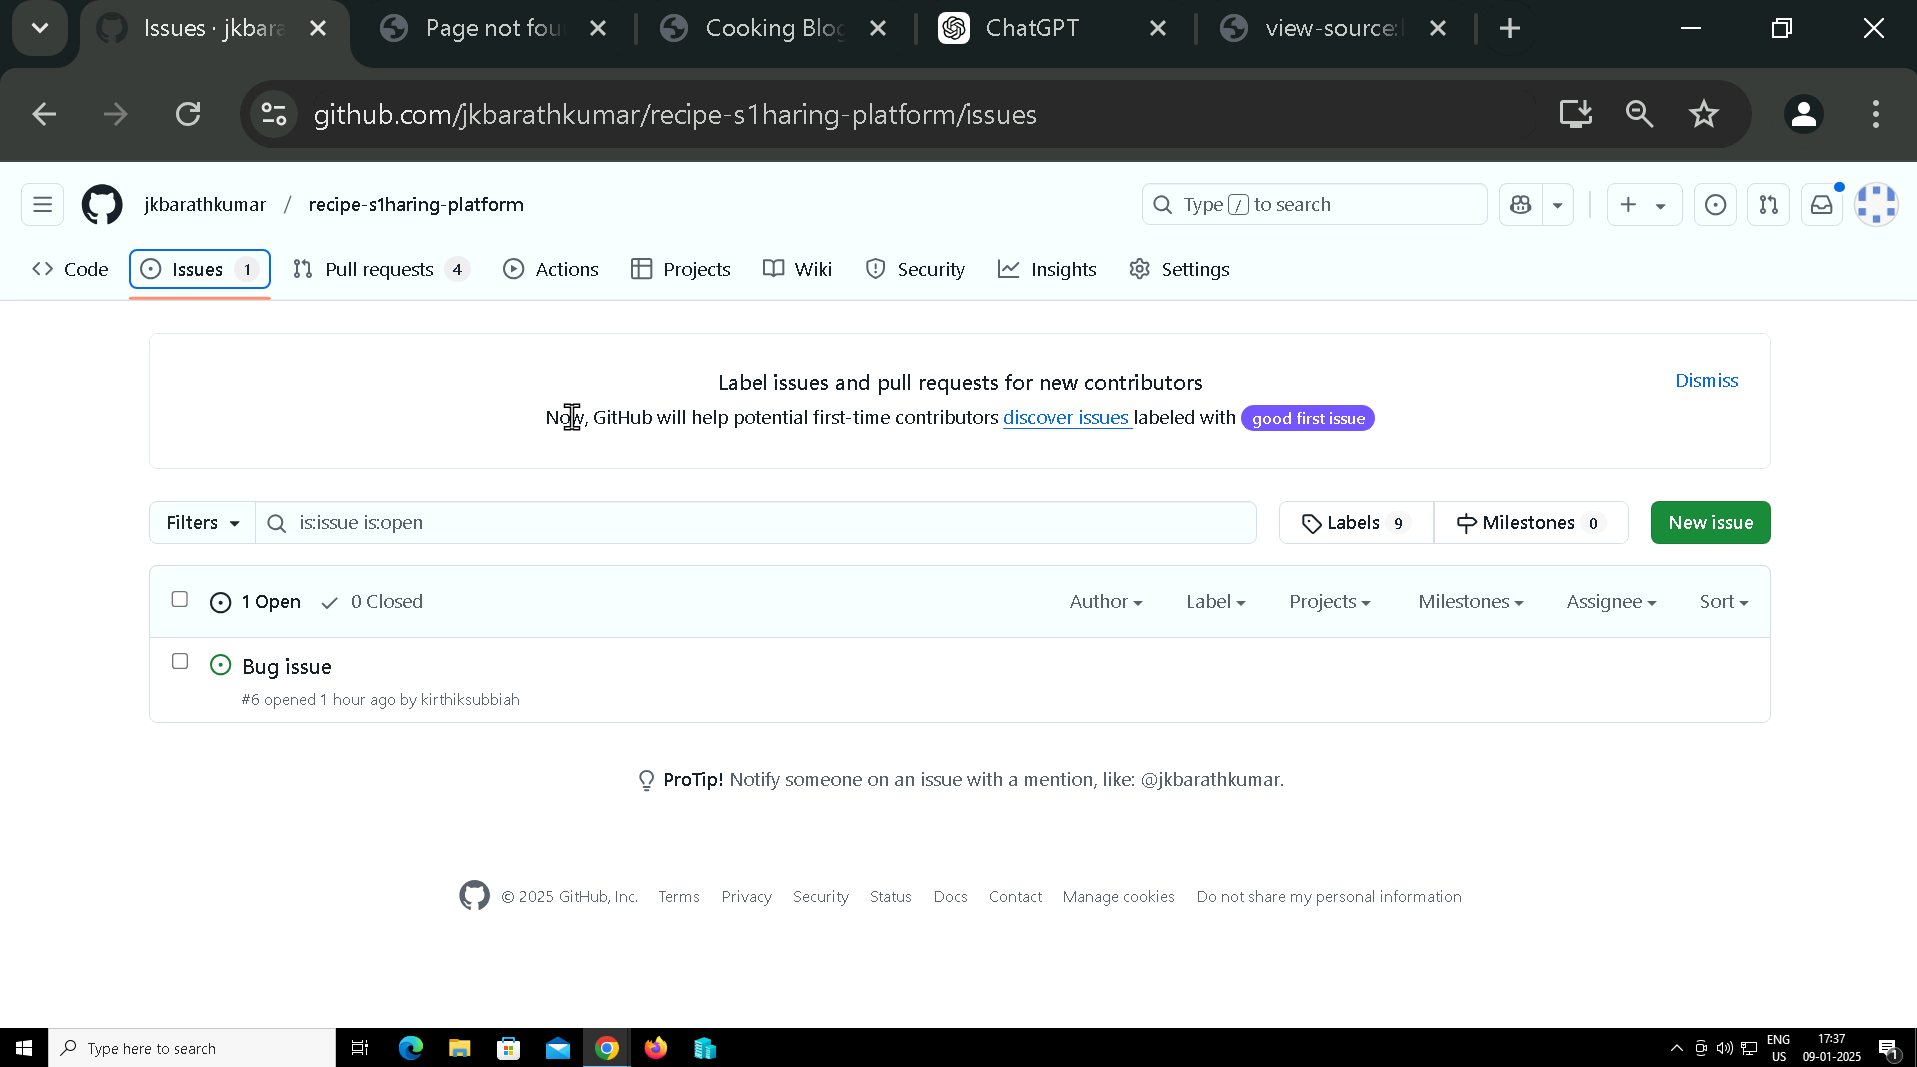 Issues · jkbara
Page not fou
Cooking Blog
ChatGPT
view-source:
github.com/jkbarathkumar/recipe-s1haring-platform/issues
jkbarathkumar / recipe-s1haring-platform
Type / to search
Code
Issues 1
Pull requests 4
Actions
Projects
Wiki
Security
Insights
Settings
Label issues and pull requests for new contributors
Dismiss
Now, GitHub will help potential first-time contributors discover issues labeled with good first issue
Filters
is:issue is:open
Labels 9
Milestones 0
New issue
1 Open
0 Closed
Author
Label
Projects
Milestones
Assignee
Sort
Bug issue
#6 opened 1 hour ago by kirthiksubbiah
ProTip! Notify someone on an issue with a mention, like: @jkbarathkumar.
© 2025 GitHub, Inc.
Terms
Privacy
Security
Status
Docs
Contact
Manage cookies
Do not share my personal information
Type here to search
ENG
US
17:37
09-01-2025
1